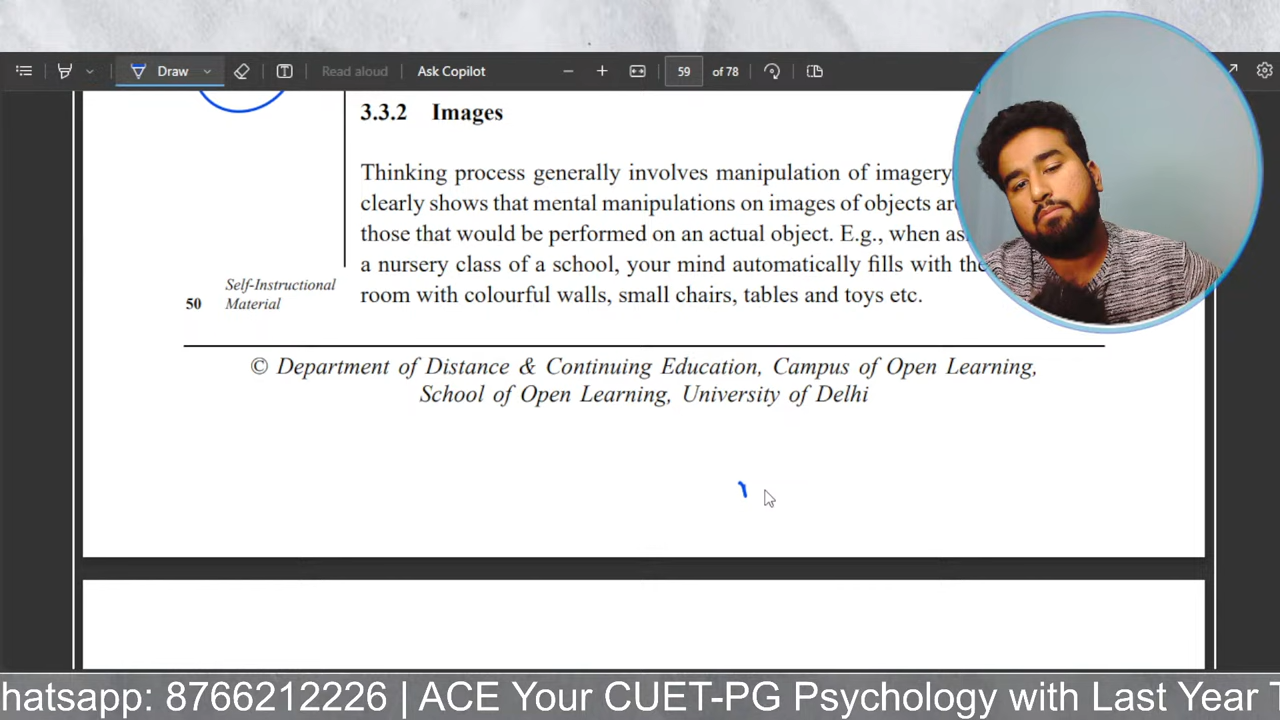 Draw
Read aloud
Ask Copilot
59
of 78
3.3.2 Images
Thinking process generally involves manipulation of imagery
clearly shows that mental manipulations on images of objects
those that would be performed on an actual object. E.g., when
a nursery class of a school, your mind automatically fills with the
room with colourful walls, small chairs, tables and toys etc.
Self-Instructional
50 Material
© Department of Distance & Continuing Education, Campus of Open Learning,
School of Open Learning, University of Delhi
hatsapp: 8766212226 | ACE Your CUET-PG Psychology with Last Year T